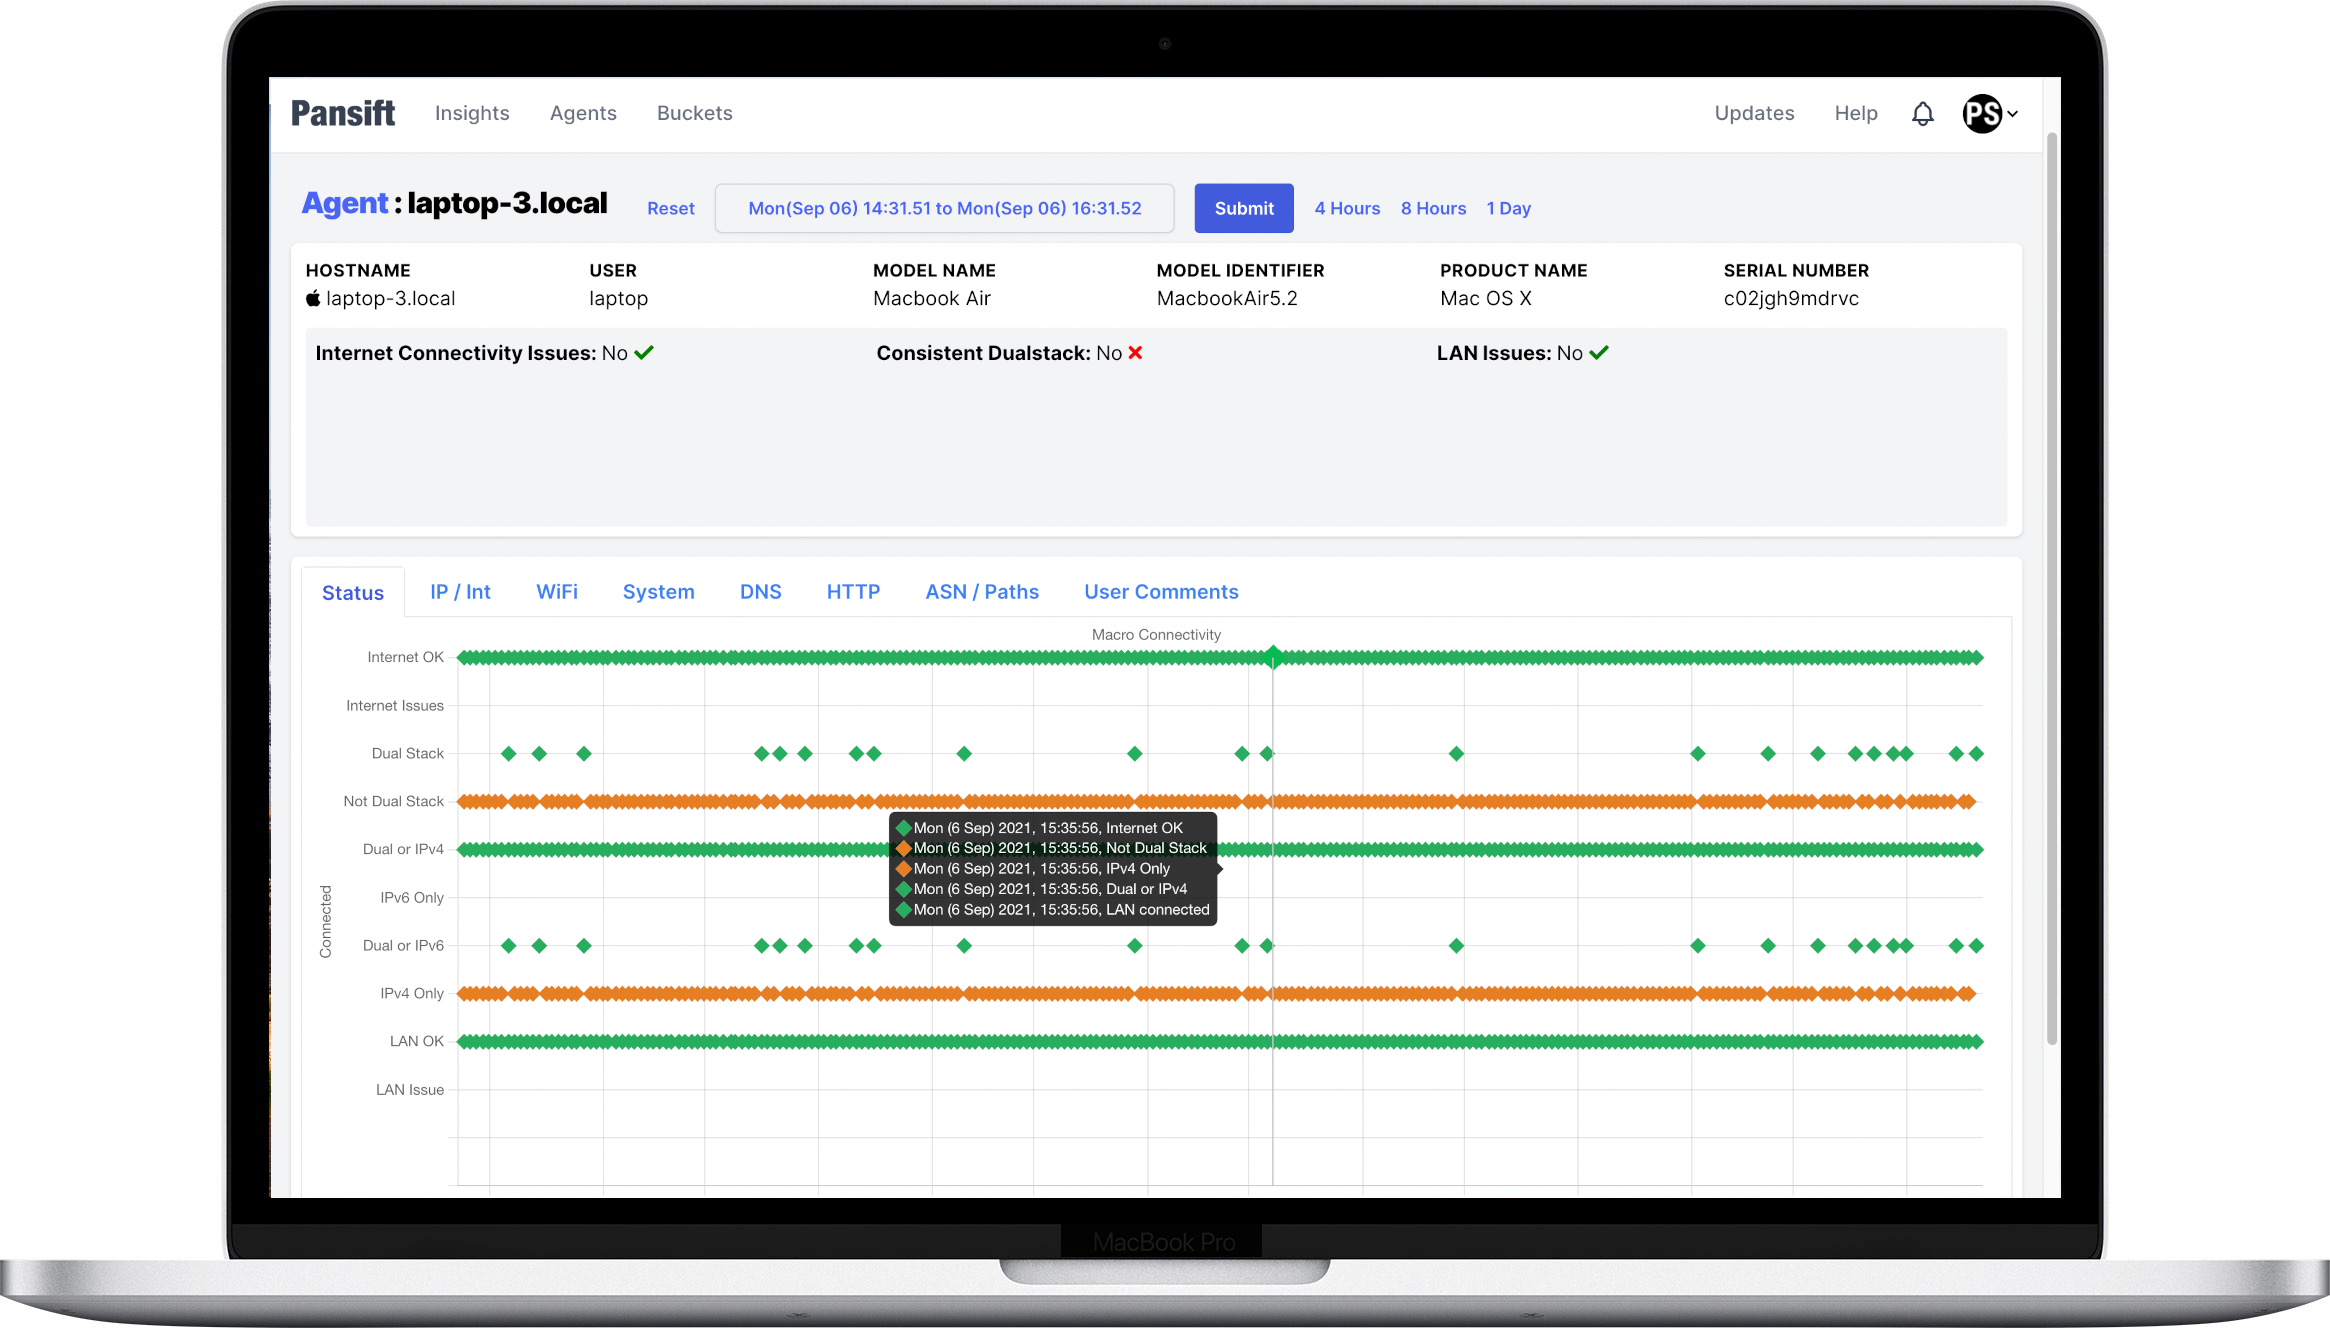 Pansift Insights Agents Buckets Updates Help PS
Agent : laptop-3.local Reset Mon(Sep 06) 14:31.51 to Mon(Sep 06) 16:31.52 Submit 4 Hours 8 Hours 1 Day
HOSTNAME USER MODEL NAME MODEL IDENTIFIER PRODUCT NAME SERIAL NUMBER
laptop-3.local laptop Macbook Air MacbookAir5.2 Mac OS X c02jgh9mdrvc
Internet Connectivity Issues: No Consistent Dualstack: No LAN Issues: No
Status IP / Int WiFi System DNS HTTP ASN / Paths User Comments
Macro Connectivity
Internet OK
Internet Issues
Dual Stack
Not Dual Stack
Mon (6 Sep) 2021, 15:35:56, Internet OK
Mon (6 Sep) 2021, 15:35:56, Not Dual Stack
Mon (6 Sep) 2021, 15:35:56, IPv4 Only
Mon (6 Sep) 2021, 15:35:56, Dual or IPv4
Mon (6 Sep) 2021, 15:35:56, LAN connected
Dual or IPv4
IPv6 Only
Connected
Dual or IPv6
IPv4 Only
LAN OK
LAN Issue
MacBook Pro